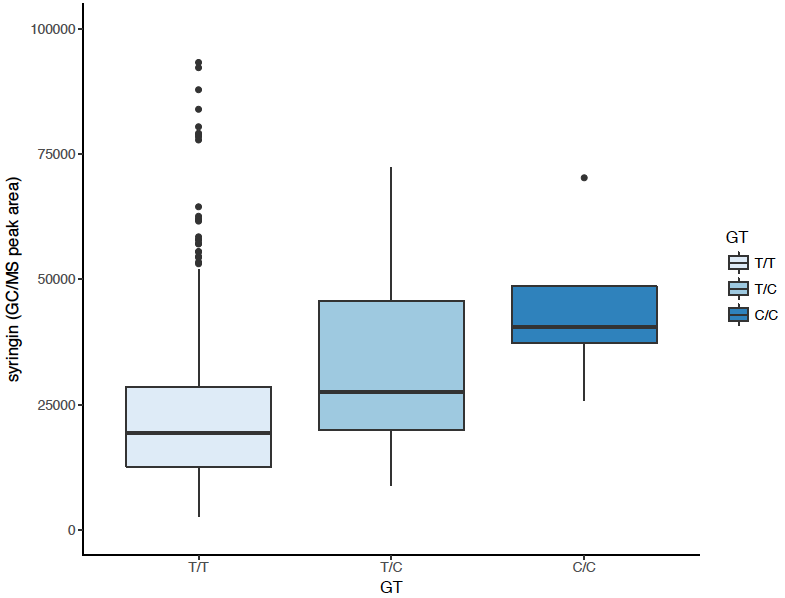 syringin (GC/MS peak area)
100000
75000
50000
25000
0
T/T
T/C
C/C
GT
GT
T/T
T/C
C/C